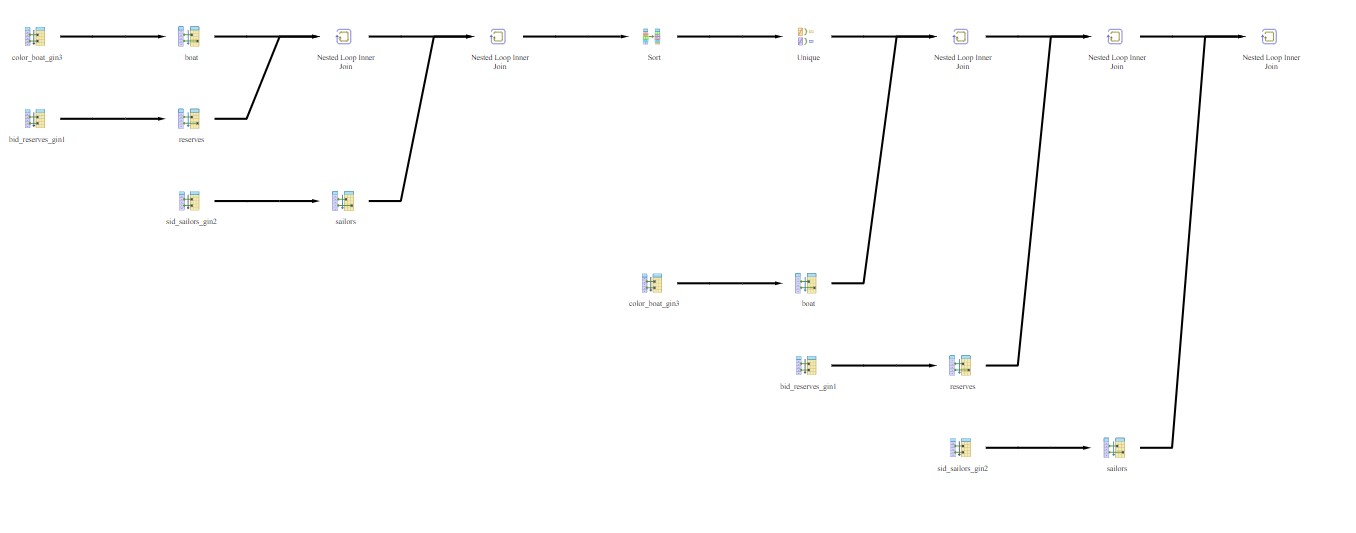 color_boat_gin3
boat
Nested Loop Inner
Join
Nested Loop Inner
Join
Sort
Unique
Nested Loop Inner
Join
Nested Loop Inner
Join
Nested Loop Inner
Join
bid_reserves_gin1
reserves
sid_sailors_gin2
sailors
color_boat_gin3
boat
bid_reserves_gin1
reserves
sid_sailors_gin2
sailors